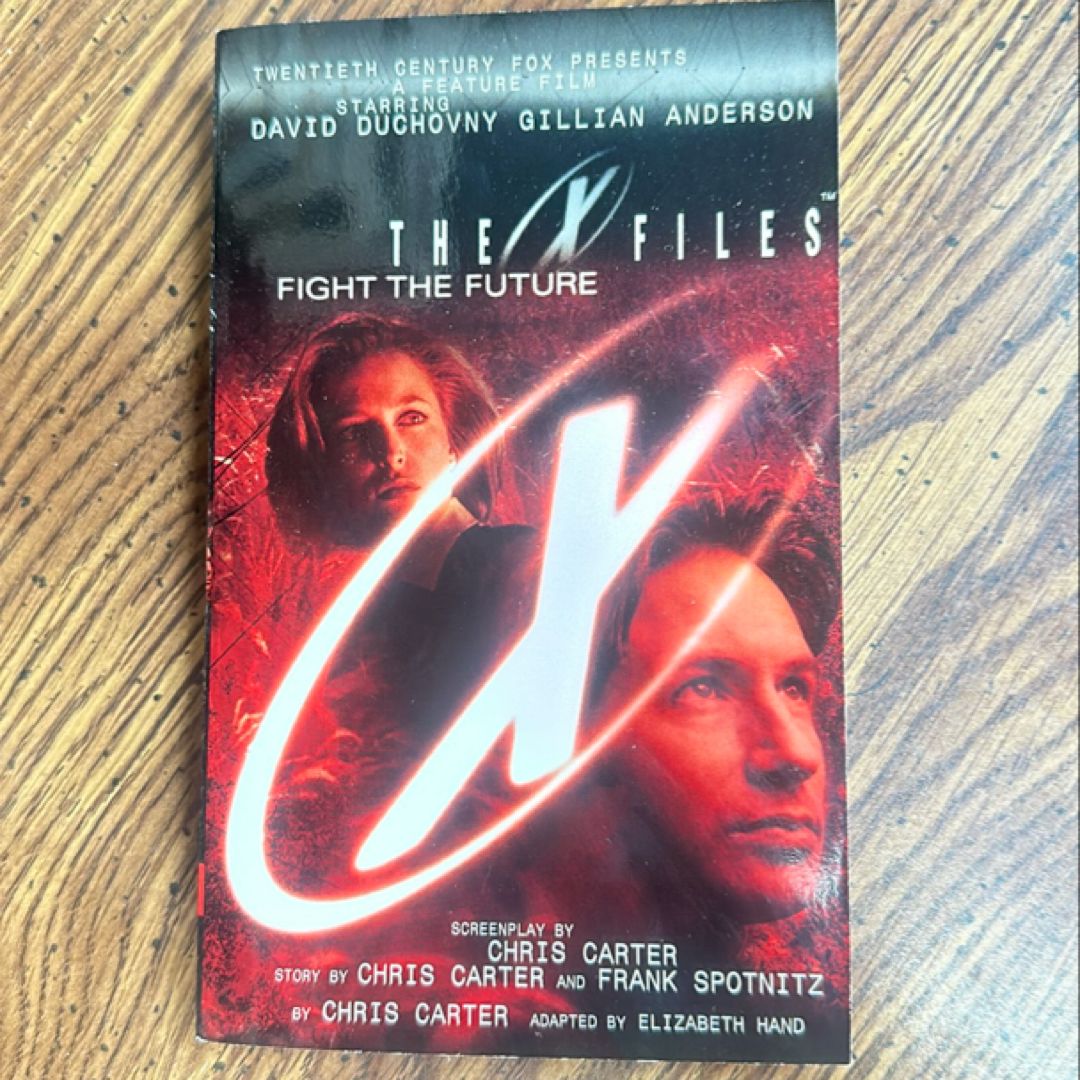 TWENTIETH CENTURY FOX PRESENTS
A FEATURE FILM
STARRING
DAVID DUCHOVNY GILLIAN ANDERSON
THE X FILES™
FIGHT THE FUTURE
X
SCREENPLAY BY
CHRIS CARTER
STORY BY CHRIS CARTER AND FRANK SPOTNITZ
BY CHRIS CARTER ADAPTED BY ELIZABETH HAND